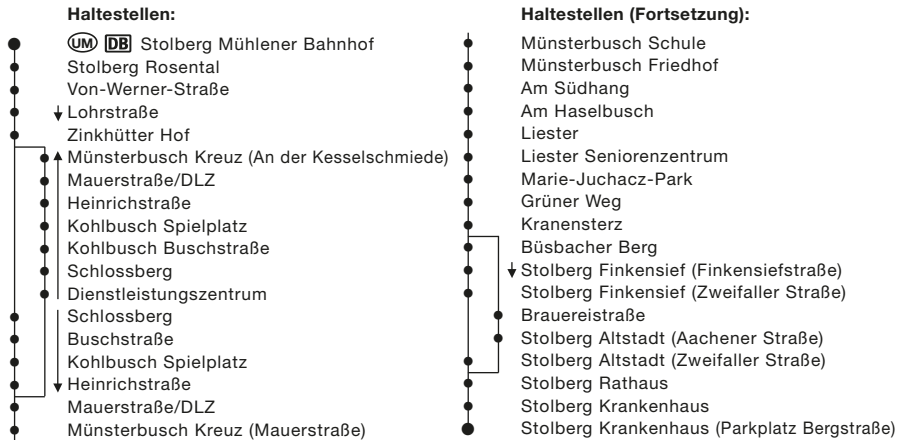 Haltestellen:
UM DB Stolberg Mühlener Bahnhof
Stolberg Rosental
Von-Werner-Straße
Lohrstraße
Zinkhütter Hof
Münsterbusch Kreuz (An der Kesselschmiede)
Mauerstraße/DLZ
Heinrichstraße
Kohlbusch Spielplatz
Kohlbusch Buschstraße
Schlossberg
Dienstleistungszentrum
Schlossberg
Buschstraße
Kohlbusch Spielplatz
Heinrichstraße
Mauerstraße/DLZ
Münsterbusch Kreuz (Mauerstraße)
Haltestellen (Fortsetzung):
Münsterbusch Schule
Münsterbusch Friedhof
Am Südhang
Am Haselbusch
Liester
Liester Seniorenzentrum
Marie-Juchacz-Park
Grüner Weg
Kranensterz
Büsbacher Berg
Stolberg Finkensief (Finkensiefstraße)
Stolberg Finkensief (Zweifaller Straße)
Brauereistraße
Stolberg Altstadt (Aachener Straße)
Stolberg Altstadt (Zweifaller Straße)
Stolberg Rathaus
Stolberg Krankenhaus
Stolberg Krankenhaus (Parkplatz Bergstraße)